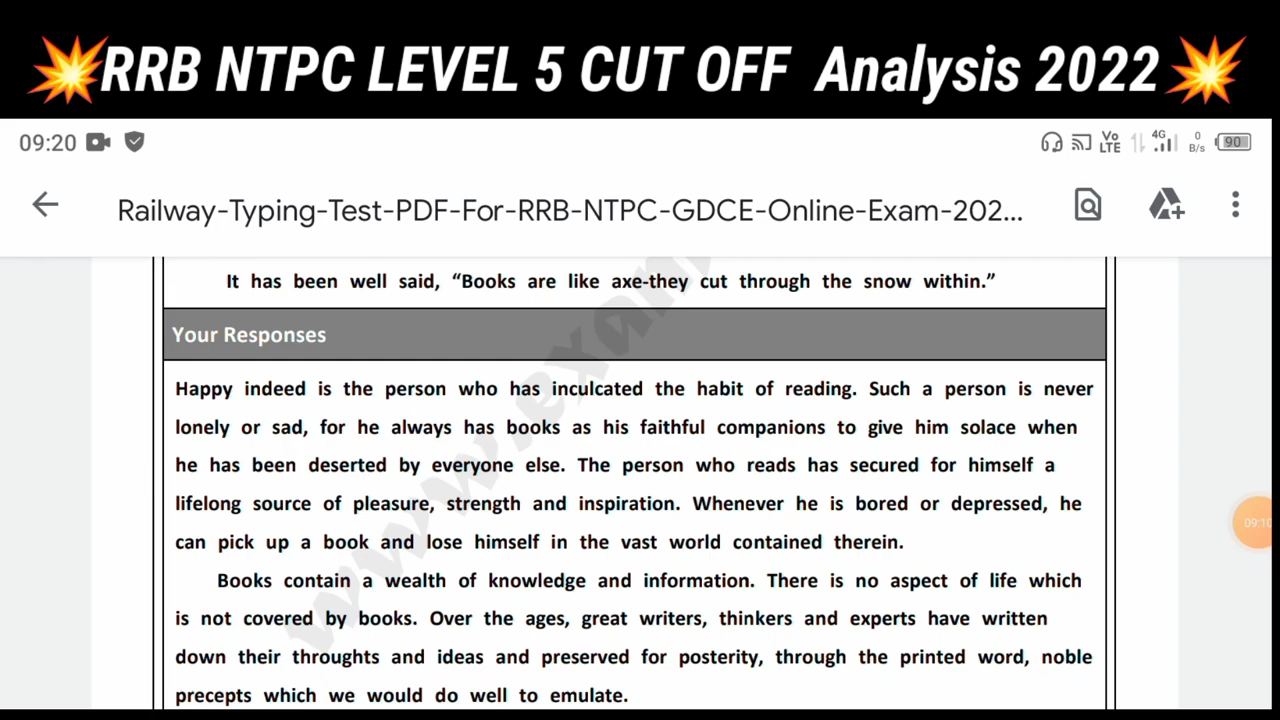 RRB NTPC LEVEL 5 CUT OFF Analysis 2022
09:20
Vo LTE 4G 0 B/s 90
Railway-Typing-Test-PDF-For-RRB-NTPC-GDCE-Online-Exam-202...
It has been well said, “Books are like axe-they cut through the snow within.”
Your Responses
Happy indeed is the person who has inculcated the habit of reading. Such a person is never
lonely or sad, for he always has books as his faithful companions to give him solace when
he has been deserted by everyone else. The person who reads has secured for himself a
lifelong source of pleasure, strength and inspiration. Whenever he is bored or depressed, he
09:10
can pick up a book and lose himself in the vast world contained therein.
Books contain a wealth of knowledge and information. There is no aspect of life which
is not covered by books. Over the ages, great writers, thinkers and experts have written
down their throughts and ideas and preserved for posterity, through the printed word, noble
precepts which we would do well to emulate.
www.exam